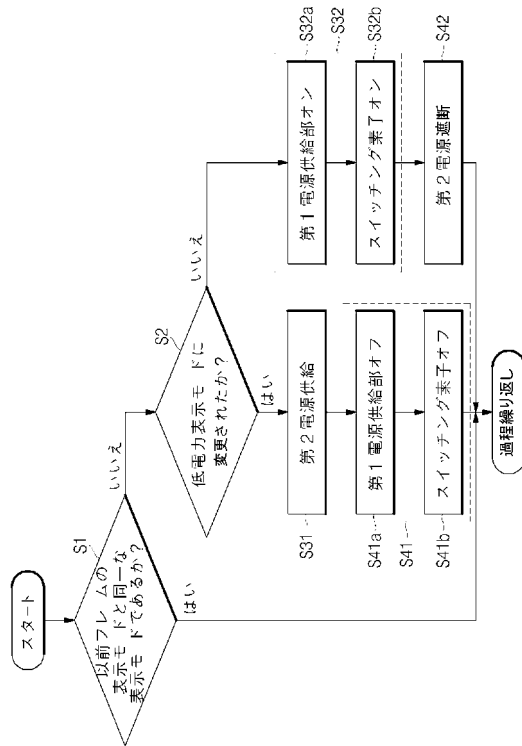 スタート
S1
以前フレムの
表示モ ドと同一な
表示モ ドであるか?
いいえ
はい
S2
低電力表示モ ドに
変更されたか?
いいえ
はい
S31
第2電源供給
S41a
第1電源供給部オフ
S41
S41b
スイッチング素子オフ
第1電源供給部オン
S32a
S32
スイッチング素子オン
S32b
第2電源遮断
S42
過程繰り返し